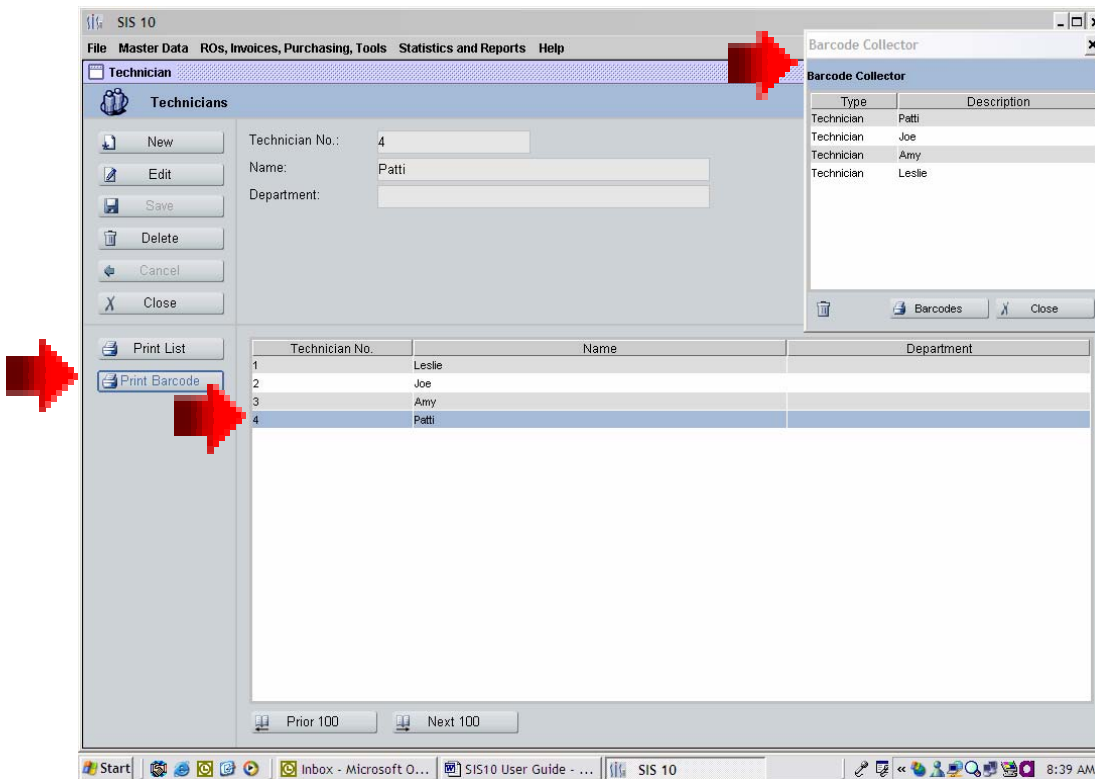 SIS 10
File Master Data ROs, Invoices, Purchasing, Tools Statistics and Reports Help
Technician
Technicians
New
Edit
Save
Delete
Cancel
Close
Technician No.: 4
Name: Patti
Department:
Barcode Collector
Barcode Collector
Type Description
Technician Patti
Technician Joe
Technician Amy
Technician Leslie
Barcodes X Close
Print List
Print Barcode
Technician No. Name Department
1 Leslie
2 Joe
3 Amy
4 Patti
Prior 100 Next 100
Start Inbox - Microsoft O... SIS10 User Guide - ... SIS 10 8:39 AM